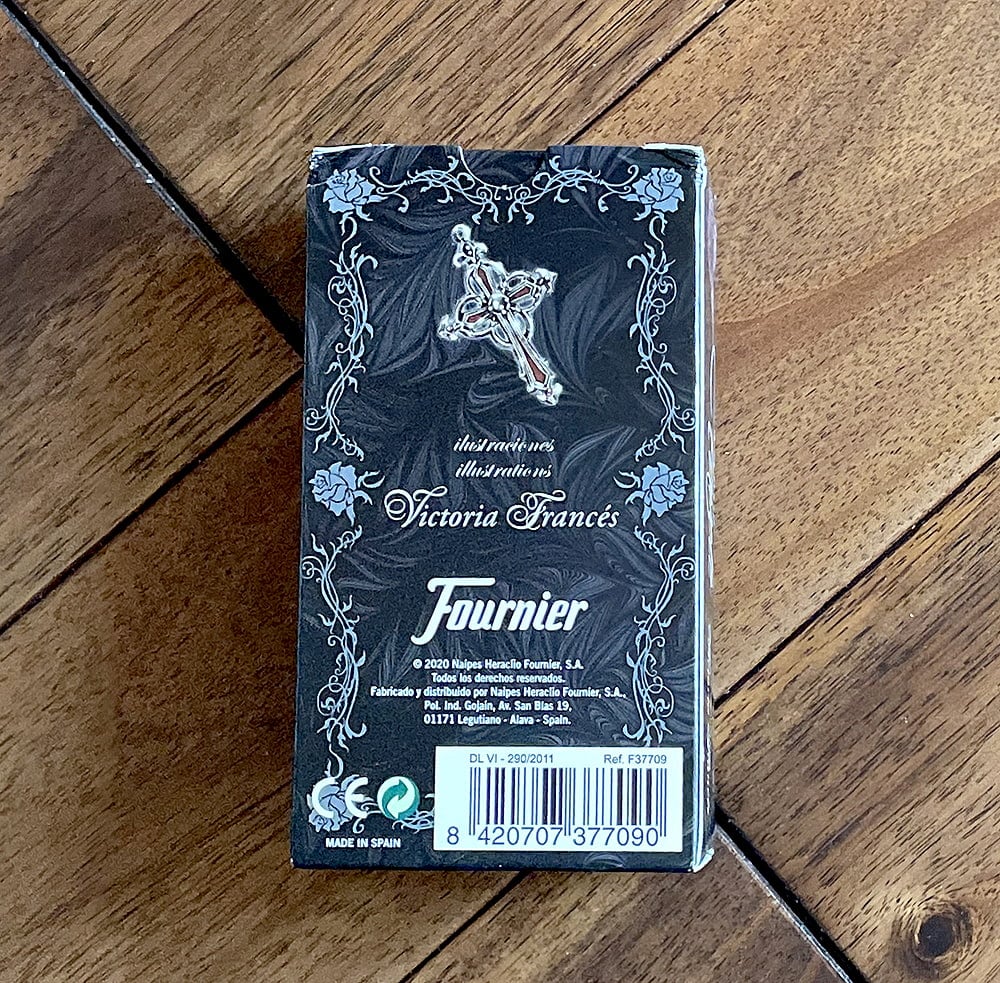 ilustraciones
illustrations
Victoria Francés
Fournier
© 2020 Naipes Heraclio Fournier, S.A.
Todos los derechos reservados.
Fabricado y distribuido por Naipes Heraclio Fournier, S.A.,
Pol. Ind. Gojain, Av. San Blas 19,
01171 Legutiano - Alava - Spain.
DL VI - 290/2011 Ref. F37709
8 420707 377090
CE
MADE IN SPAIN